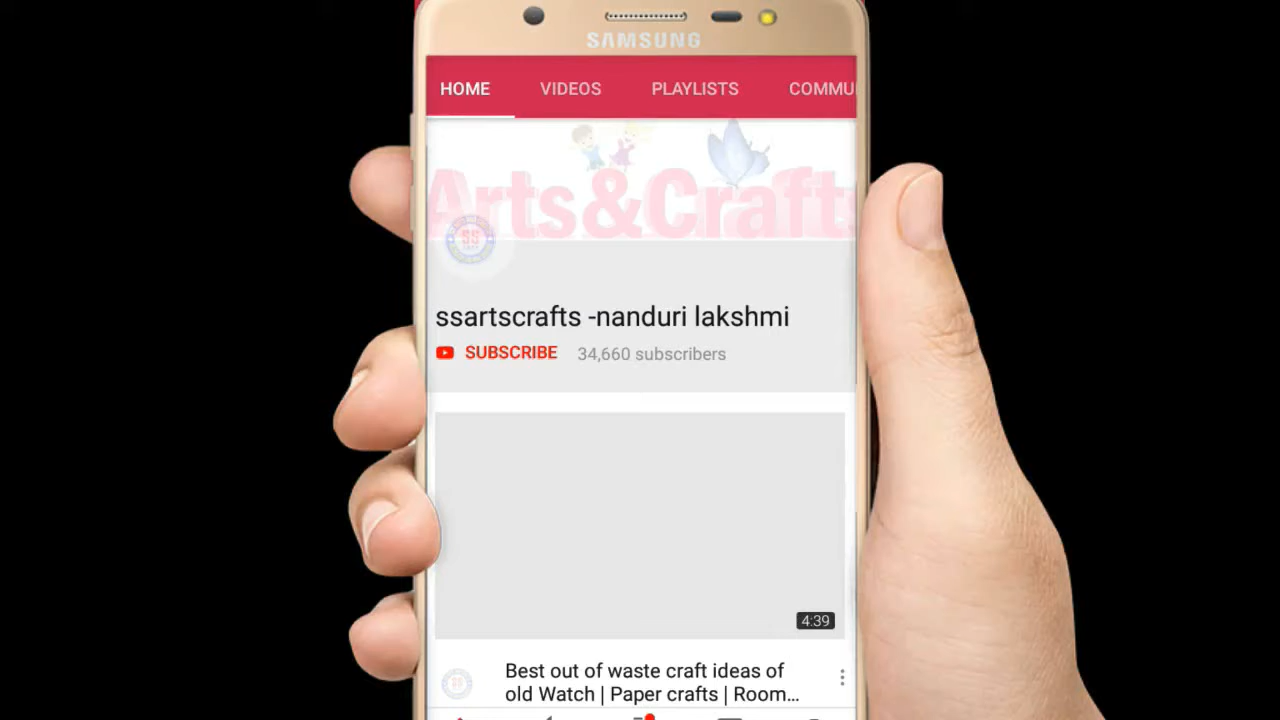 SAMSUNG
HOME VIDEOS PLAYLISTS COMMU
Arts&Craft
SS
ssartscrafts -nanduri lakshmi
SUBSCRIBE 34,660 subscribers
4:39
Best out of waste craft ideas of
old Watch | Paper crafts | Room...